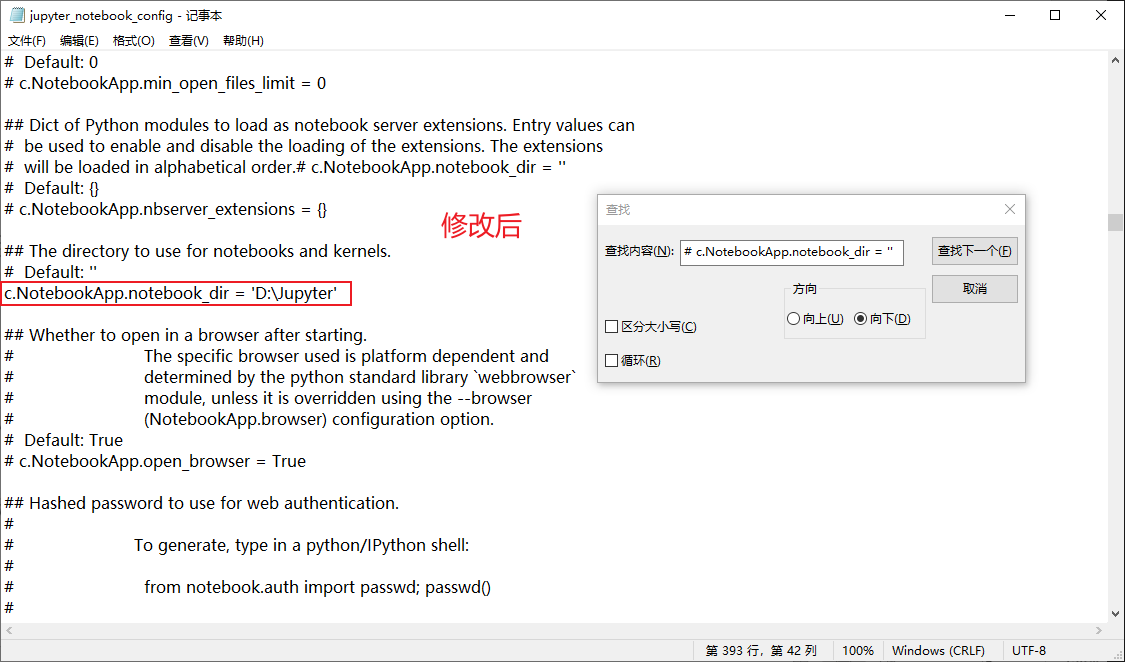 jupyter_notebook_config - 记事本
文件(F) 编辑(E) 格式(O) 查看(V) 帮助(H)
#  Default: 0
# c.NotebookApp.min_open_files_limit = 0
## Dict of Python modules to load as notebook server extensions. Entry values can
#  be used to enable and disable the loading of the extensions. The extensions
#  will be loaded in alphabetical order.# c.NotebookApp.notebook_dir = ''
#  Default: {}
# c.NotebookApp.nbserver_extensions = {}
修改后
## The directory to use for notebooks and kernels.
#  Default: ''
c.NotebookApp.notebook_dir = 'D:\Jupyter'
## Whether to open in a browser after starting.
#                          The specific browser used is platform dependent and
#                          determined by the python standard library `webbrowser`
#                          module, unless it is overridden using the --browser
#                          (NotebookApp.browser) configuration option.
#  Default: True
# c.NotebookApp.open_browser = True
## Hashed password to use for web authentication.
#
#                        To generate, type in a python/IPython shell:
#
#                          from notebook.auth import passwd; passwd()
#
查找
查找内容(N): # c.NotebookApp.notebook_dir = '' 查找下一个(F)
方向 取消
区分大小写(C) 向上(U) 向下(D)
循环(R)
第 393 行，第 42 列 100% Windows (CRLF) UTF-8